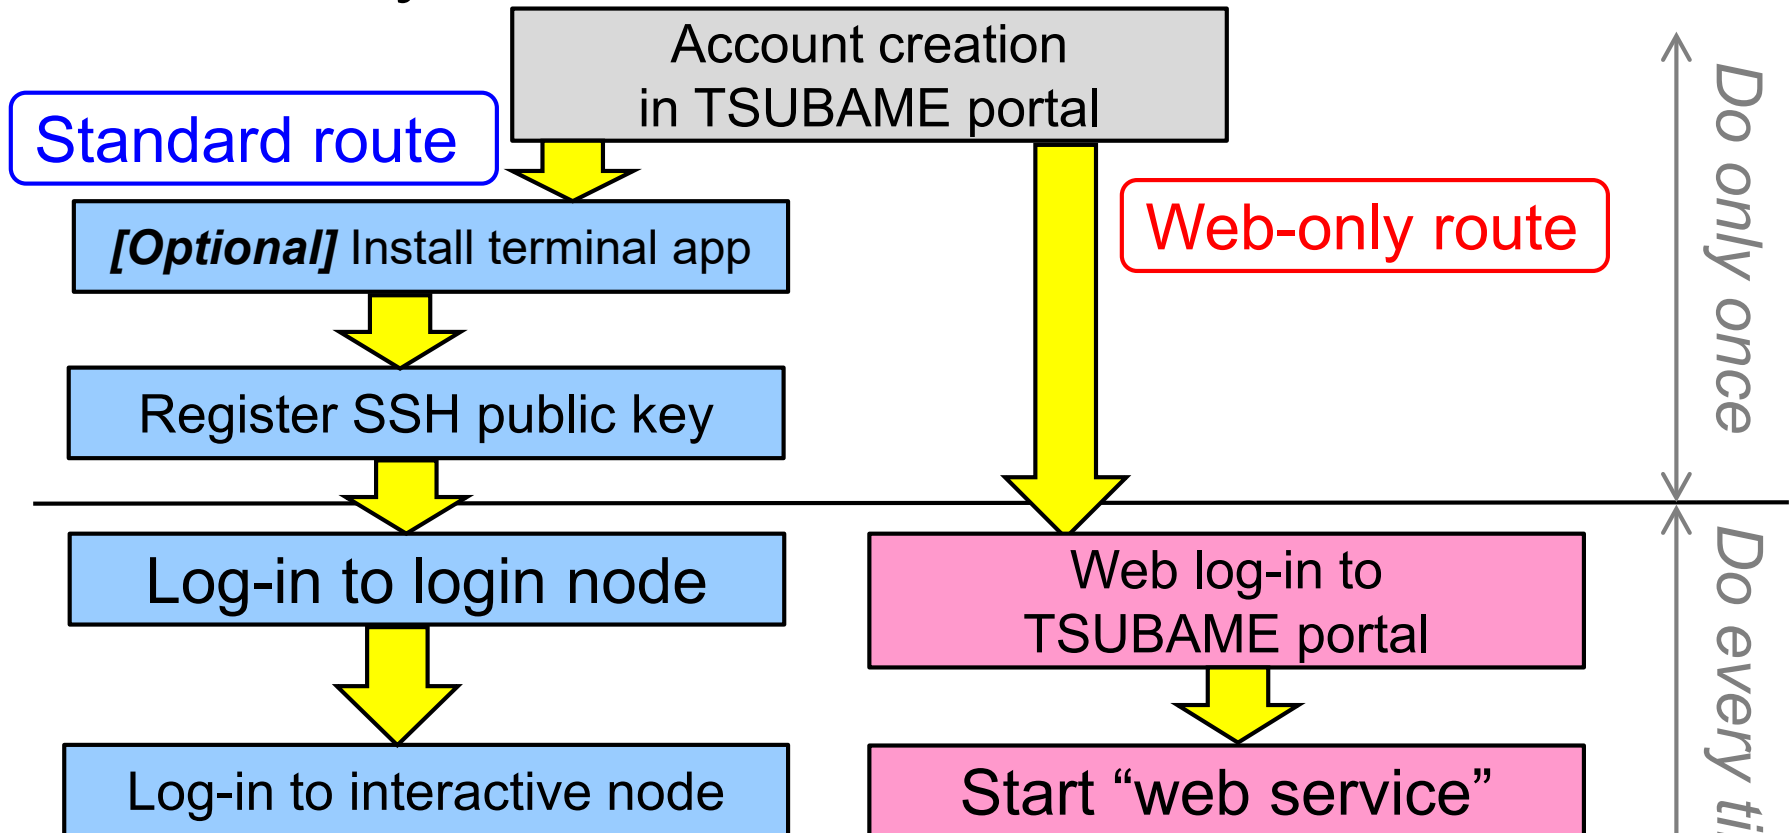 Account creation
in TSUBAME portal
Standard route
Web-only route
[Optional] Install terminal app
Register SSH public key
Do only once
Log-in to login node
Web log-in to
TSUBAME portal
Log-in to interactive node
Start “web service”
Do every